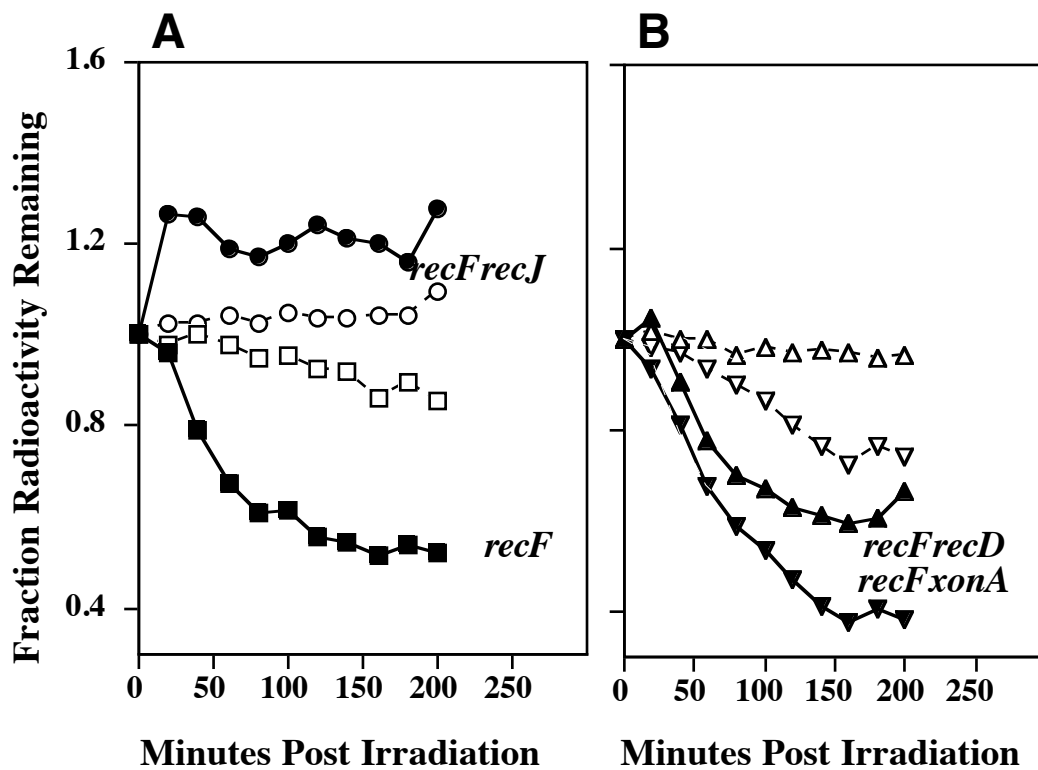 A
B
Fraction Radioactivity Remaining
1.6
1.2
0.8
0.4
recFrecJ
recF
recFrecD
recFxonA
0 50 100 150 200 250
0 50 100 150 200 250
Minutes Post Irradiation
Minutes Post Irradiation